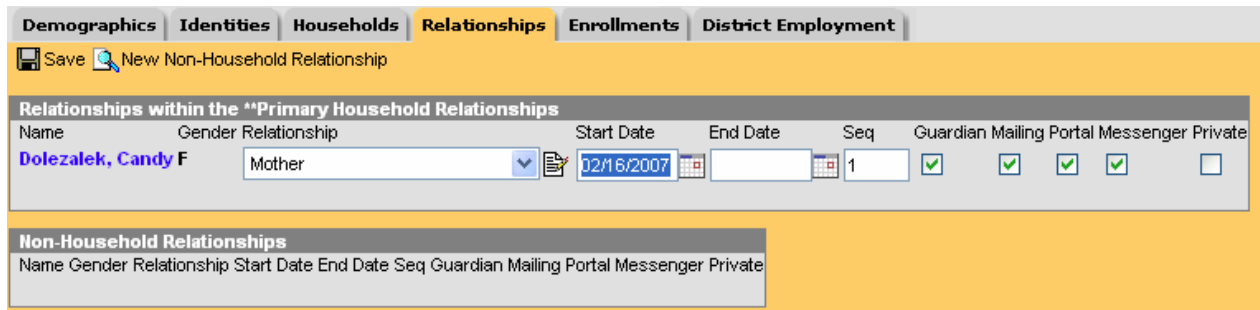 Demographics Identities Households Relationships Enrollments District Employment
Save New Non-Household Relationship
Relationships within the **Primary Household Relationships
Name Gender Relationship Start Date End Date Seq Guardian Mailing Portal Messenger Private
Dolezalek, Candy F Mother 02/16/2007 1
Non-Household Relationships
Name Gender Relationship Start Date End Date Seq Guardian Mailing Portal Messenger Private